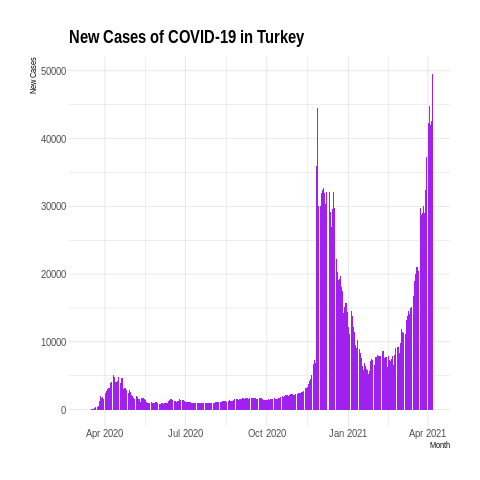 New Cases of COVID-19 in Turkey
New Cases
50000
40000
30000
20000
10000
0
Apr 2020 Jul 2020 Oct 2020 Jan 2021 Apr 2021
Month